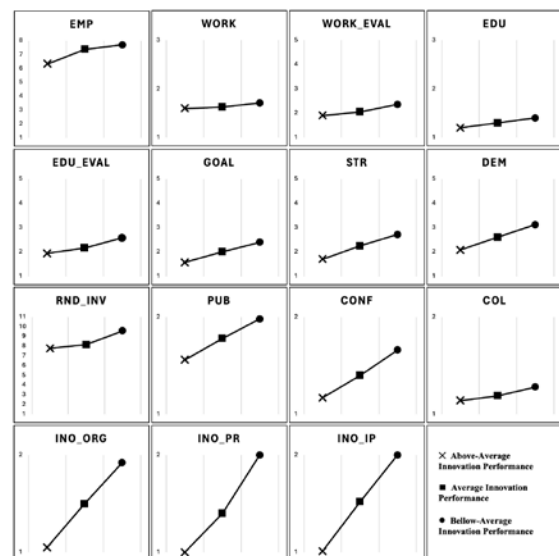 EMP
8
7
6
5
4
3
2
1
WORK
3
2
1
WORK_EVAL
5
4
3
2
1
EDU
3
2
1
EDU_EVAL
5
4
3
2
1
GOAL
5
4
3
2
1
STR
5
4
3
2
1
DEM
5
4
3
2
1
RND_INV
11
10
9
8
7
6
5
4
3
2
1
PUB
2
1
CONF
2
1
COL
2
1
INO_ORG
2
1
INO_PR
2
1
INO_IP
2
1
Above-Average
Innovation Performance
Average Innovation
Performance
Bellow-Average
Innovation Performance